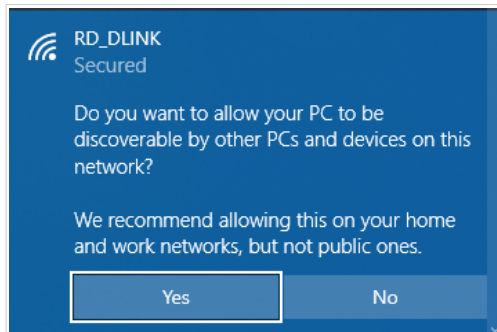 RD_DLINK
Secured
Do you want to allow your PC to be
discoverable by other PCs and devices on this
network?
We recommend allowing this on your home
and work networks, but not public ones.
Yes
No